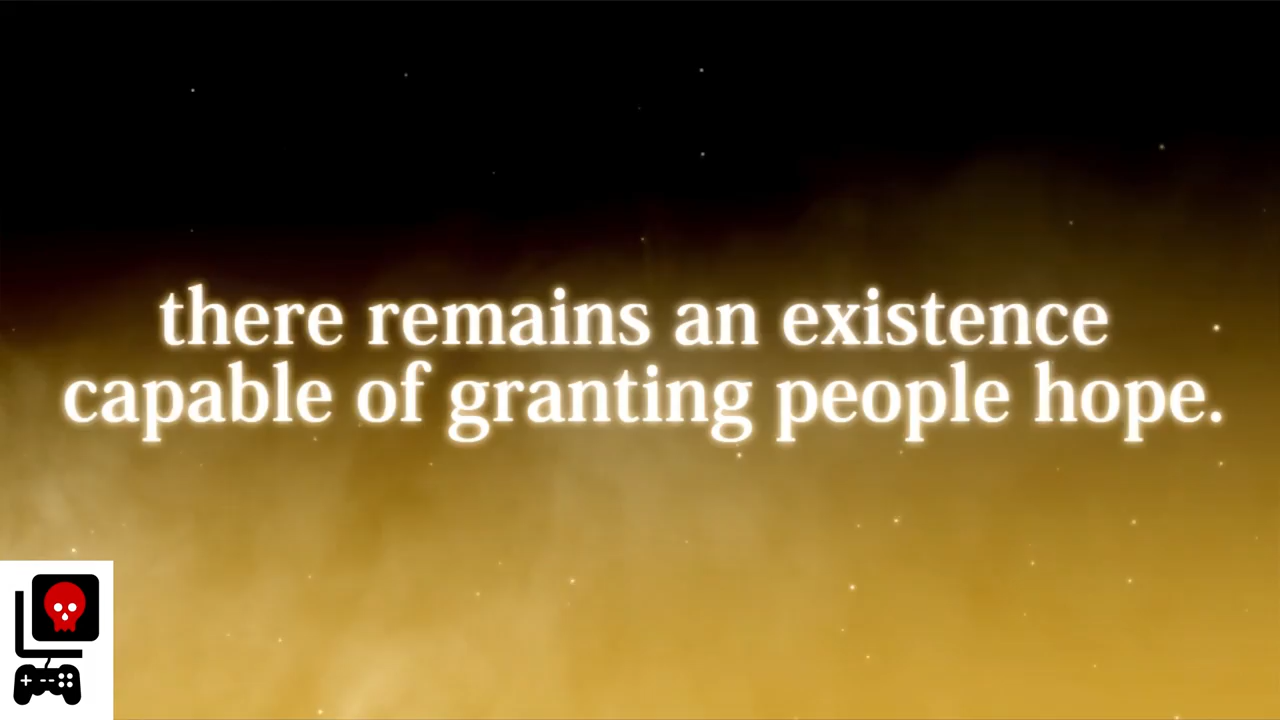 there remains an existence
capable of granting people hope.